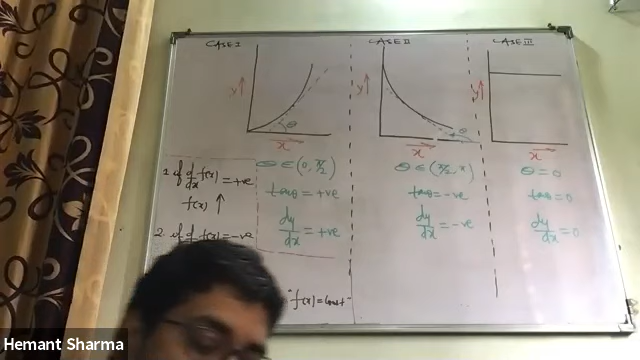 CASE I
y↑
θ
x
θ ∈ (0, π/2)
tanθ = +ve
dy/dx = +ve
1. if d/dx f(x) = +ve
f(x) ↑
2. if d f(x) = -ve
f(x) = Const
CASE II
y↑
θ
x
θ ∈ (π/2, π)
tanθ = -ve
dy/dx = -ve
CASE III
y↑
x
θ = 0
tanθ = 0
dy/dx = 0
Hemant Sharma